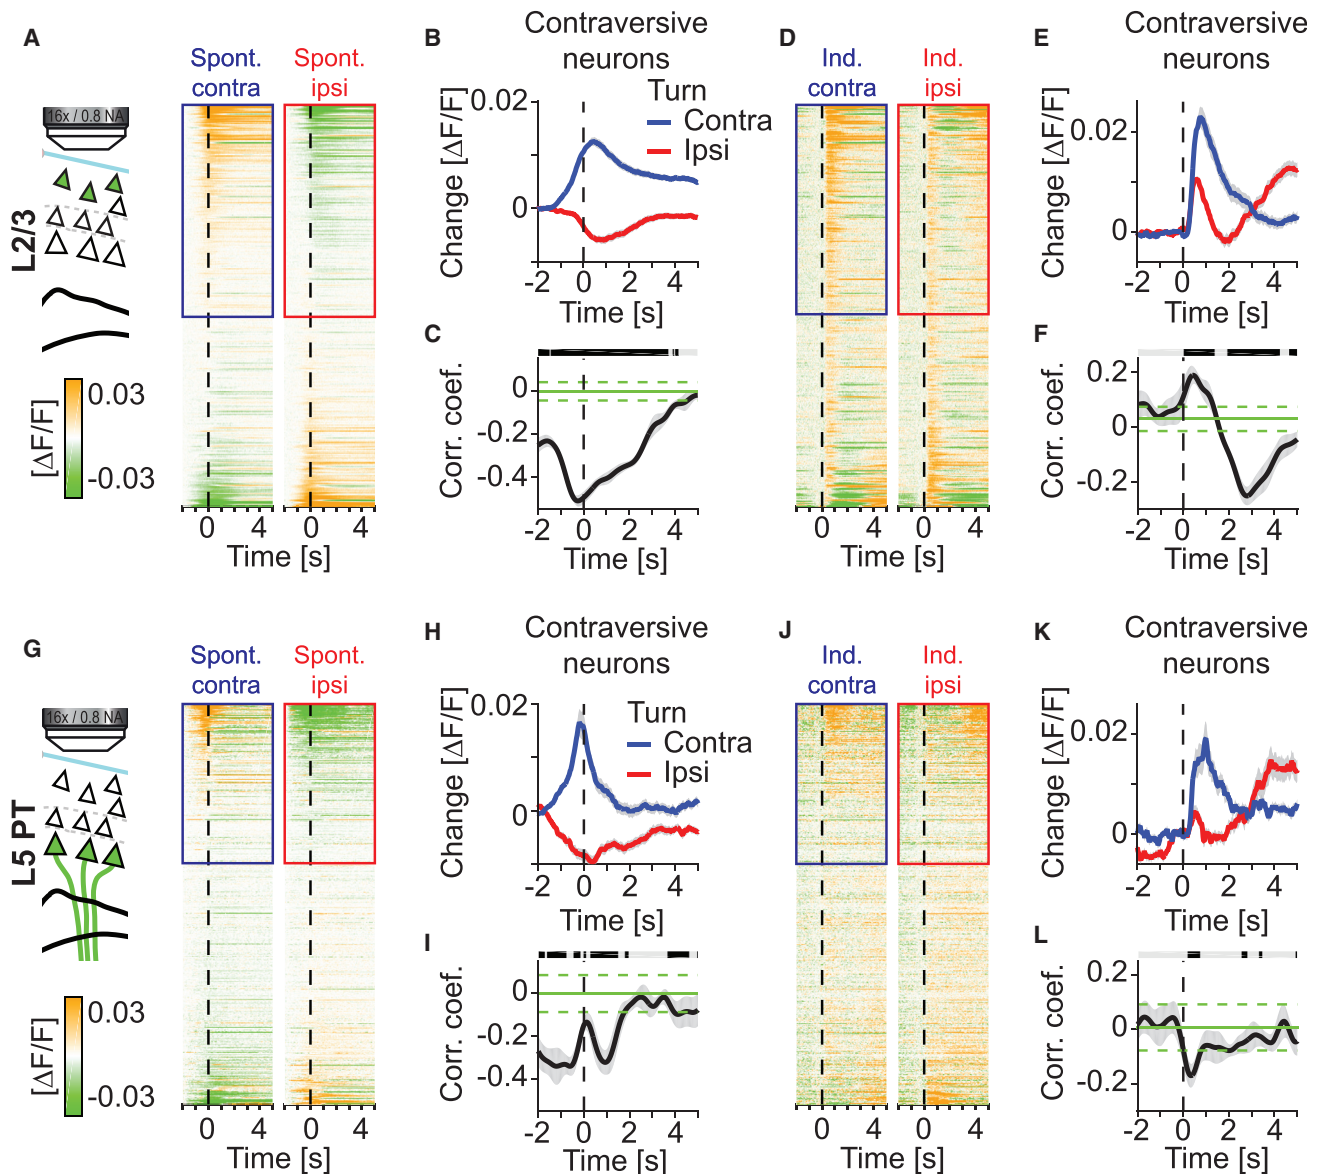 A
Spont.
contra
Spont.
ipsi
16x / 0.8 NA
L2/3
0.03
-0.03
[ΔF/F]
0 4
0 4
Time [s]
B
Contraversive
neurons
Turn
Contra
Ipsi
0.02
0
Change [ΔF/F]
-2 0 2 4
Time [s]
C
0
-0.2
-0.4
Corr. coef.
-2 0 2 4
Time [s]
D
Ind.
contra
Ind.
ipsi
0 4
0 4
Time [s]
E
Contraversive
neurons
0.02
0
Change [ΔF/F]
-2 0 2 4
Time [s]
F
0.2
0
-0.2
Corr. coef.
-2 0 2 4
Time [s]
G
Spont.
contra
Spont.
ipsi
16x / 0.8 NA
L5 PT
0.03
-0.03
[ΔF/F]
0 4
0 4
Time [s]
H
Contraversive
neurons
Turn
Contra
Ipsi
0.02
0
Change [ΔF/F]
-2 0 2 4
Time [s]
I
0
-0.2
-0.4
Corr. coef.
-2 0 2 4
Time [s]
J
Ind.
contra
Ind.
ipsi
0 4
0 4
Time [s]
K
Contraversive
neurons
0.02
0
Change [ΔF/F]
-2 0 2 4
Time [s]
L
0.2
0
-0.2
Corr. coef.
-2 0 2 4
Time [s]